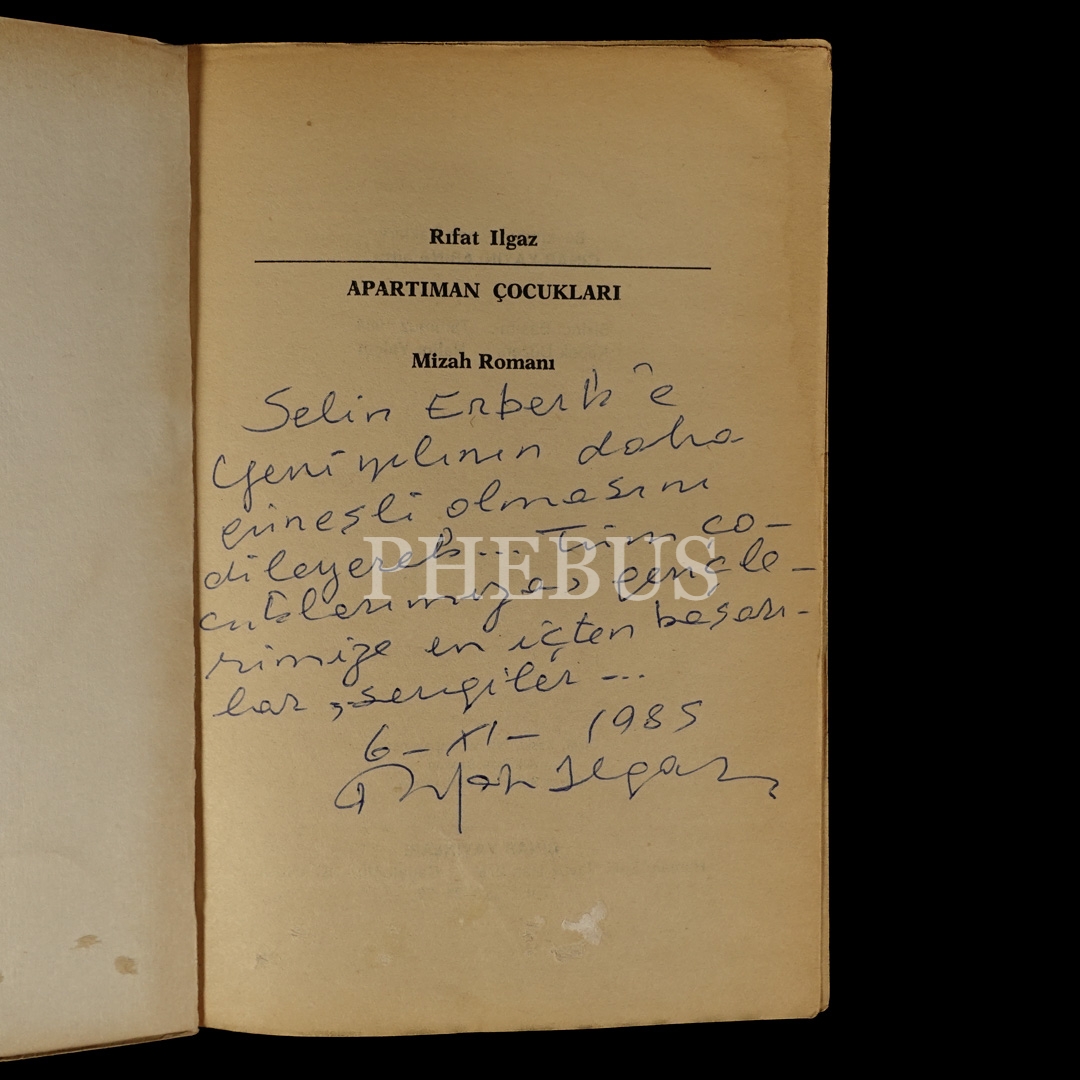 Rıfat Ilgaz
APARTIMAN ÇOCUKLARI
Mizah Romanı
Selin Erberk'e
Yeni yılının daha
güneşli olmasını
dileyerek... Tüm ço-
cuklarımıza, gençle-
rimize en içten başarı-
lar, sevgiler ...
6-XI- 1985
Rıfat Ilgaz
PHEBUS